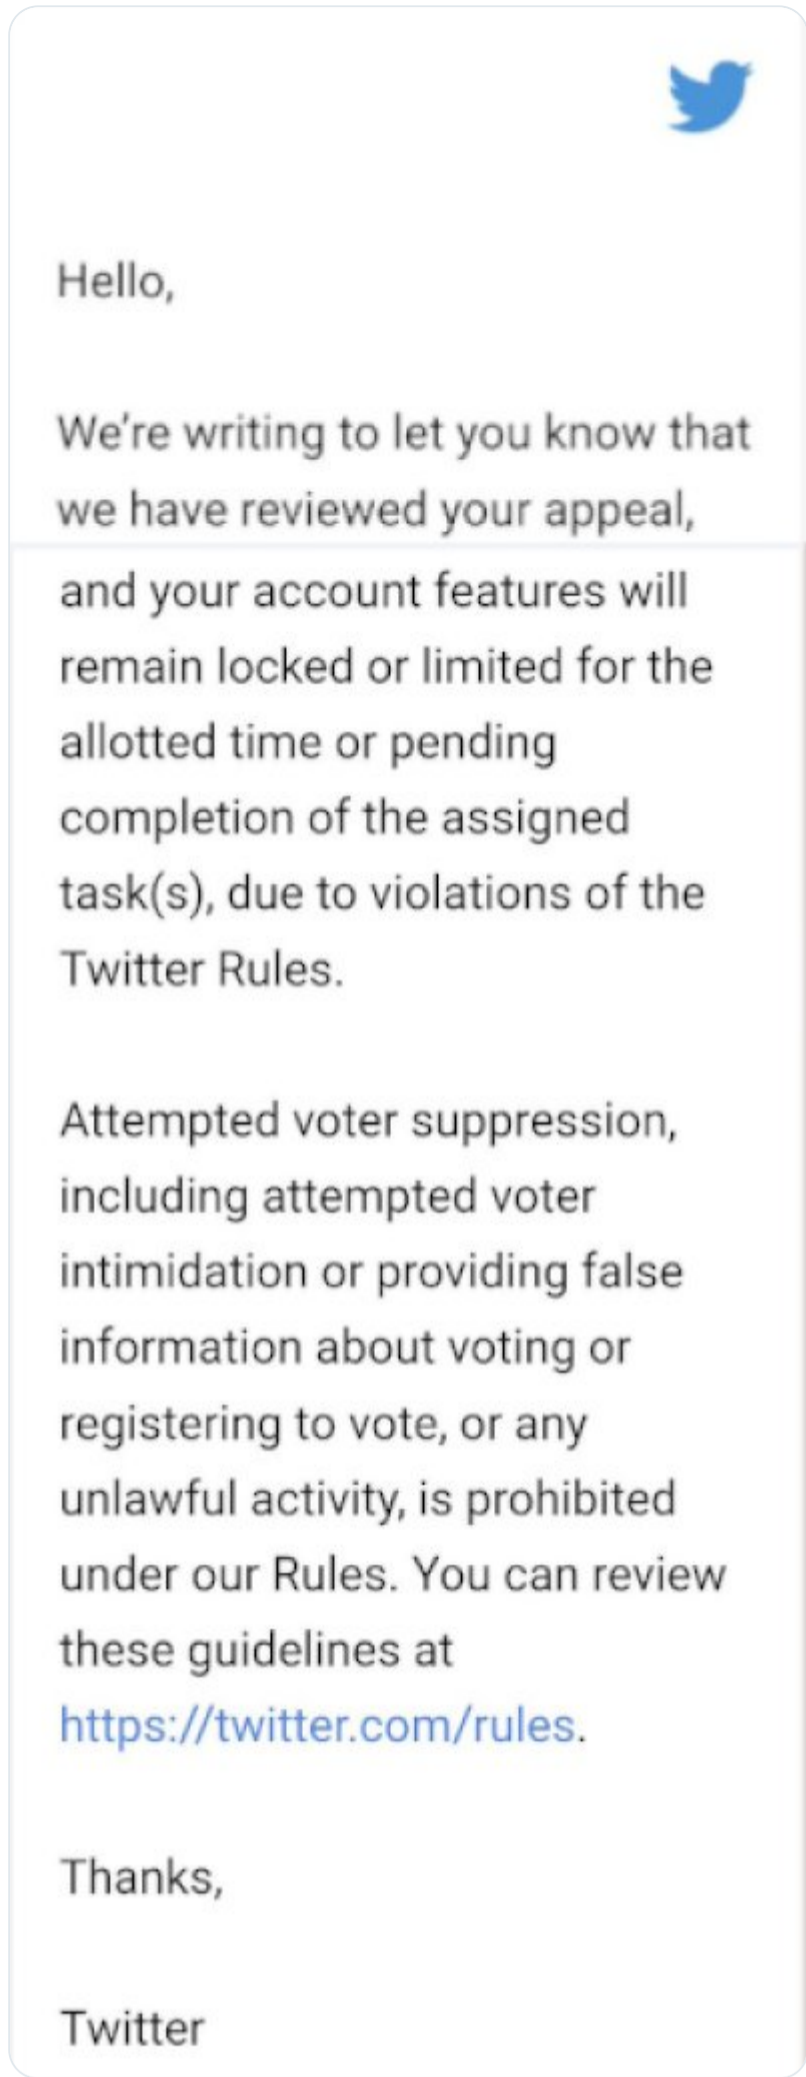 Hello,
We're writing to let you know that
we have reviewed your appeal,
and your account features will
remain locked or limited for the
allotted time or pending
completion of the assigned
task(s), due to violations of the
Twitter Rules.
Attempted voter suppression,
including attempted voter
intimidation or providing false
information about voting or
registering to vote, or any
unlawful activity, is prohibited
under our Rules. You can review
these guidelines at
https://twitter.com/rules.
Thanks,
Twitter